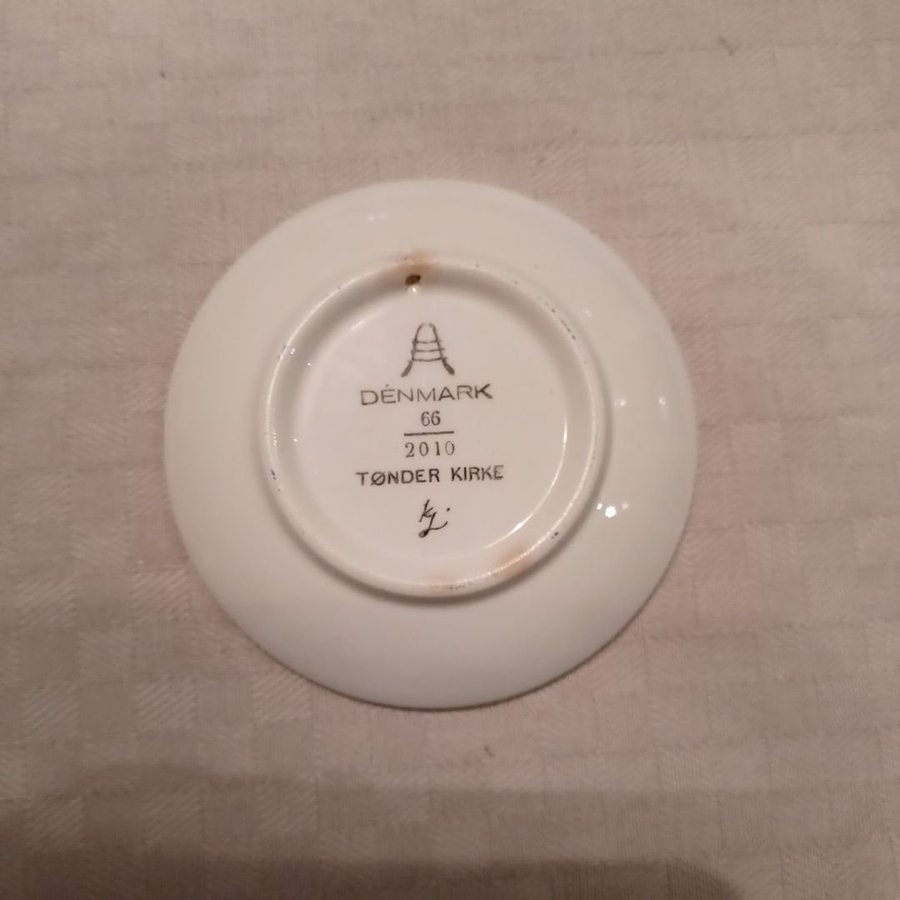 DENMARK
66
2010
TØNDER KIRKE